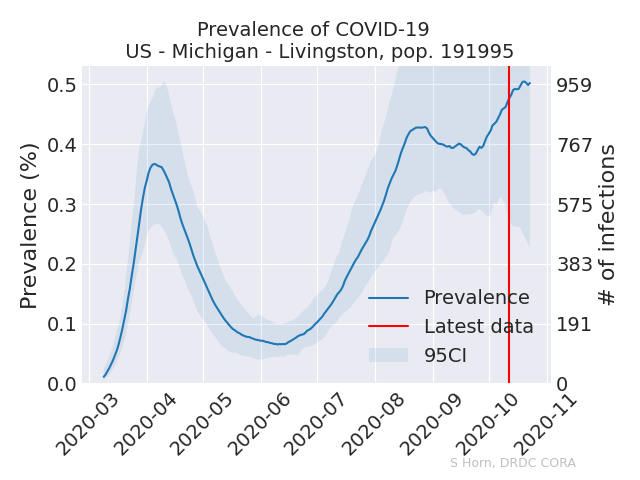 Prevalence of COVID-19
US - Michigan - Livingston, pop. 191995
Prevalence (%)
0.5
0.4
0.3
0.2
0.1
0.0
959
767
575
383
191
0
# of infections
Prevalence
Latest data
95CI
2020-03
2020-04
2020-05
2020-06
2020-07
2020-08
2020-09
2020-10
2020-11
S Horn, DRDC CORA